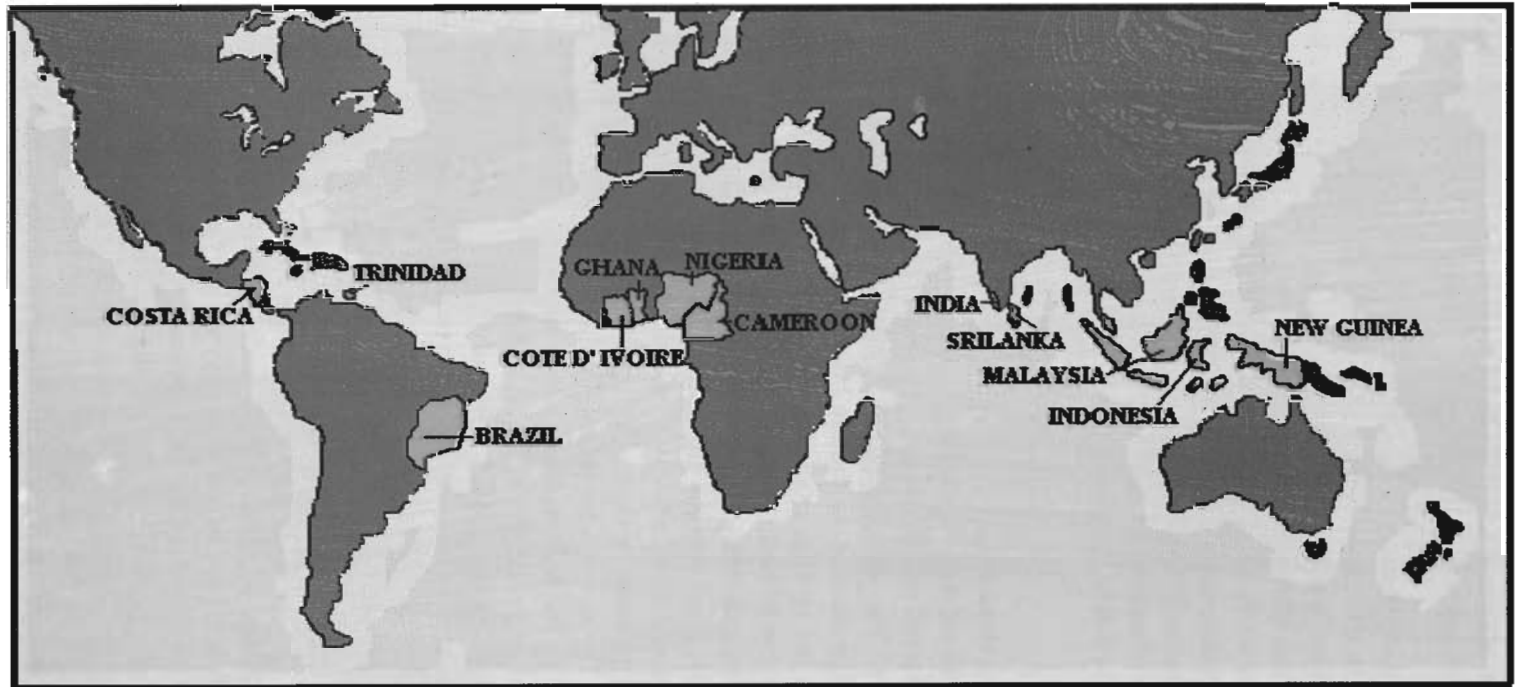 TRINIDAD
COSTA RICA
BRAZIL
GHANA
NIGERIA
CAMEROON
COTE D' IVOIRE
INDIA
SRILANKA
MALAYSIA
INDONESIA
NEW GUINEA